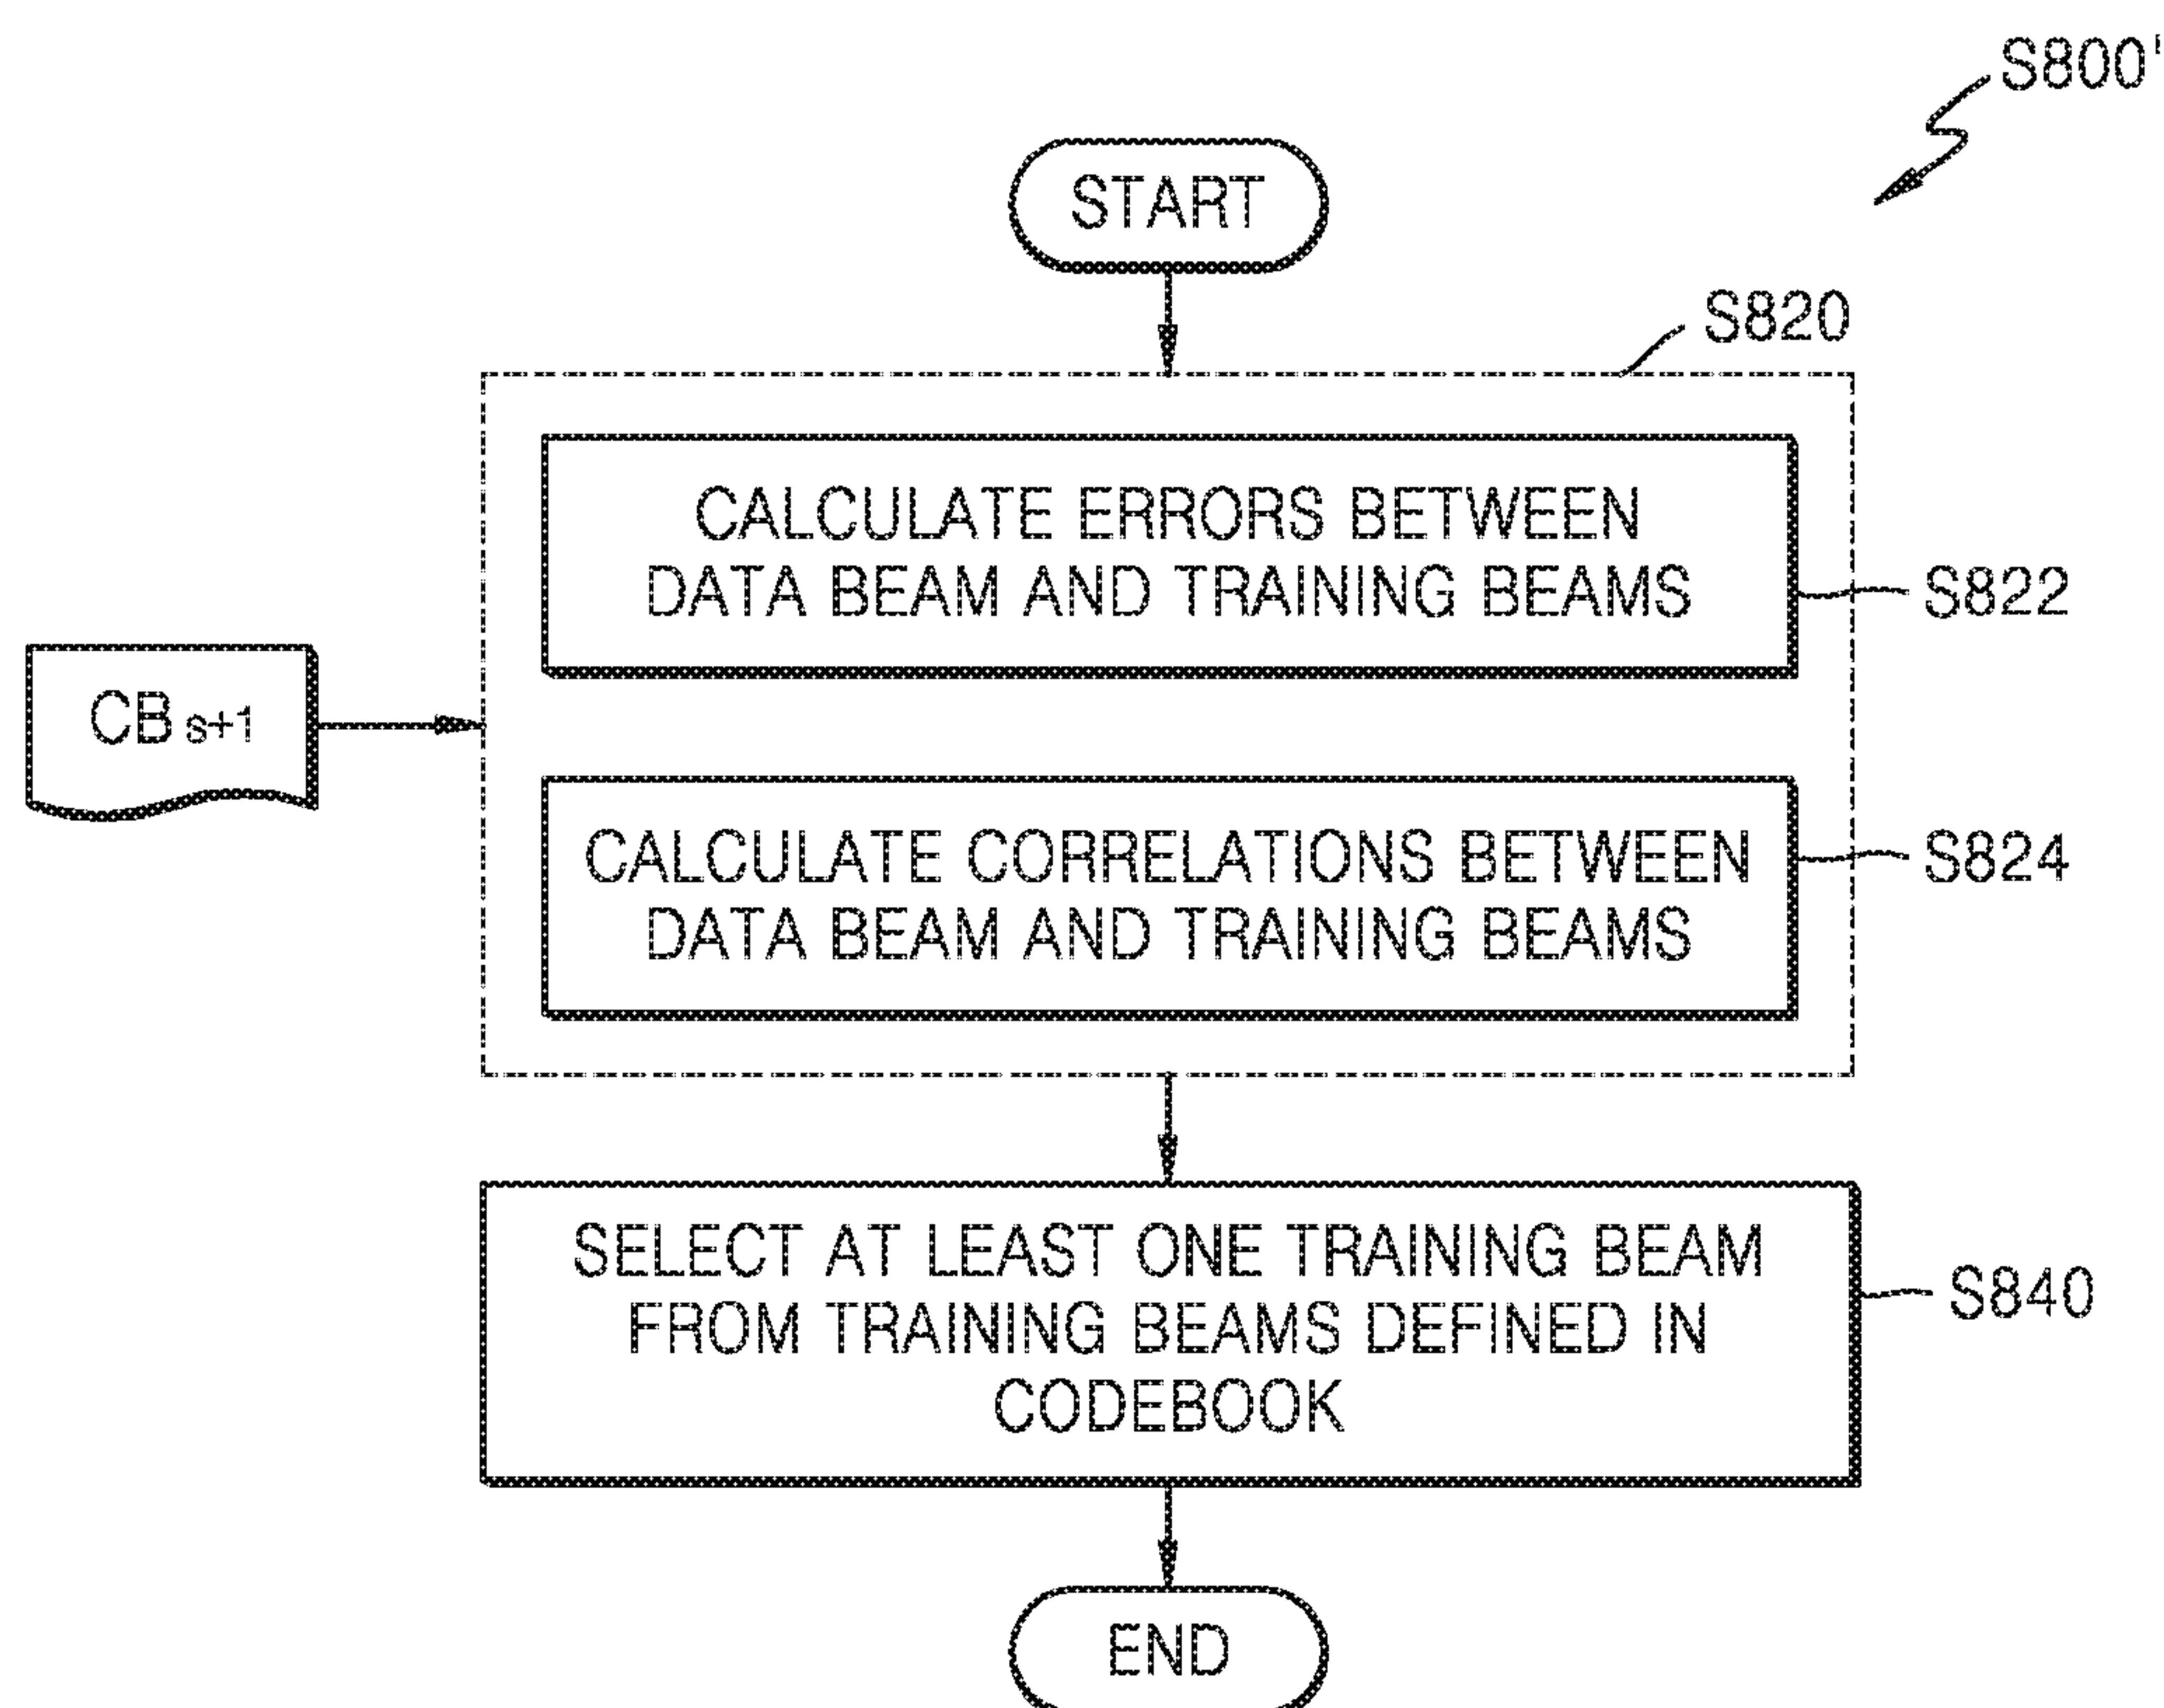 S800'
START
S820
CALCULATE ERRORS BETWEEN
DATA BEAM AND TRAINING BEAMS
S822
CB s+1
CALCULATE CORRELATIONS BETWEEN
DATA BEAM AND TRAINING BEAMS
S824
SELECT AT LEAST ONE TRAINING BEAM
FROM TRAINING BEAMS DEFINED IN
CODEBOOK
S840
END